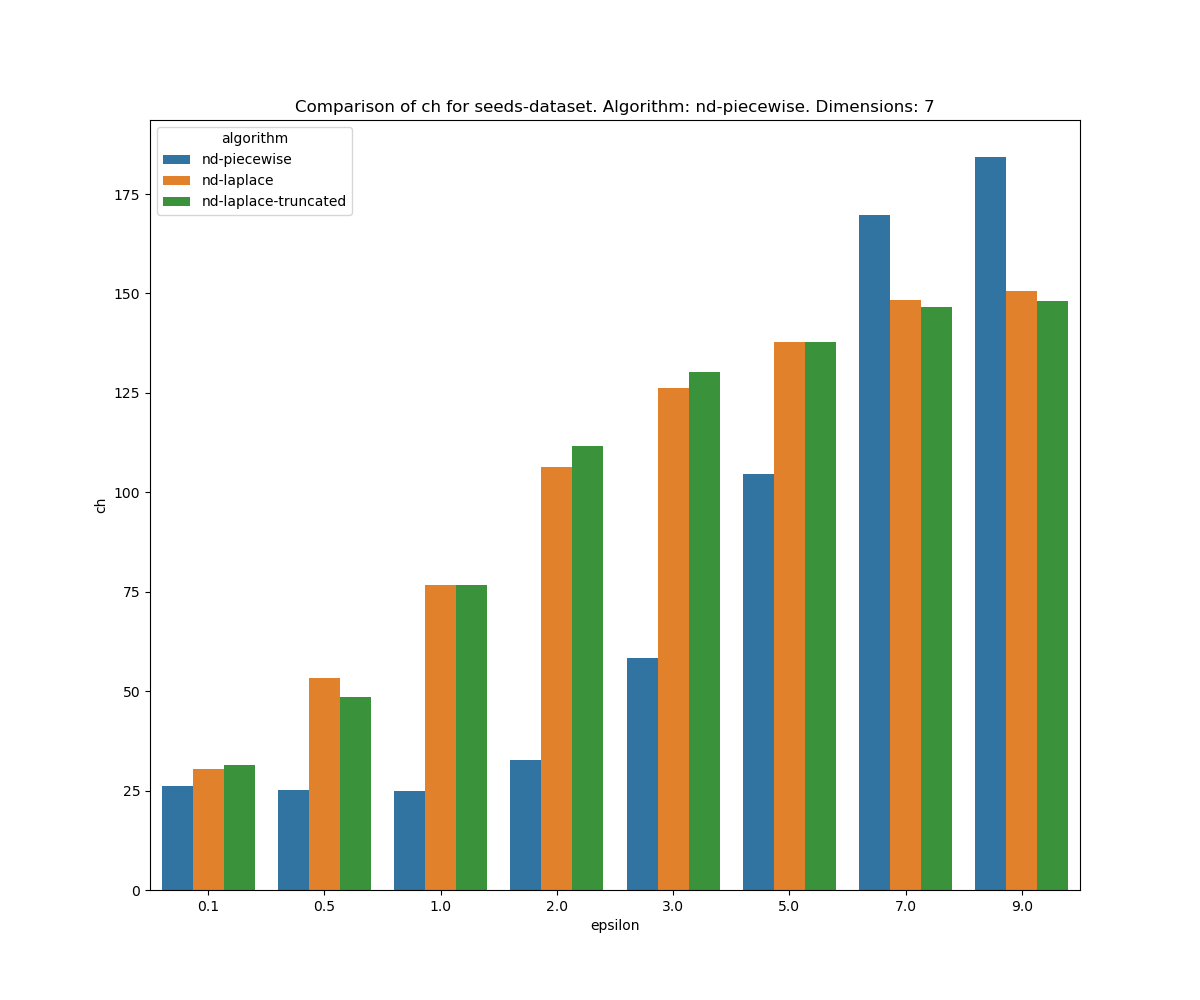 Comparison of ch for seeds-dataset. Algorithm: nd-piecewise. Dimensions: 7
algorithm
nd-piecewise
nd-laplace
nd-laplace-truncated
175
150
125
100
75
50
25
0
ch
0.1 0.5 1.0 2.0 3.0 5.0 7.0 9.0
epsilon